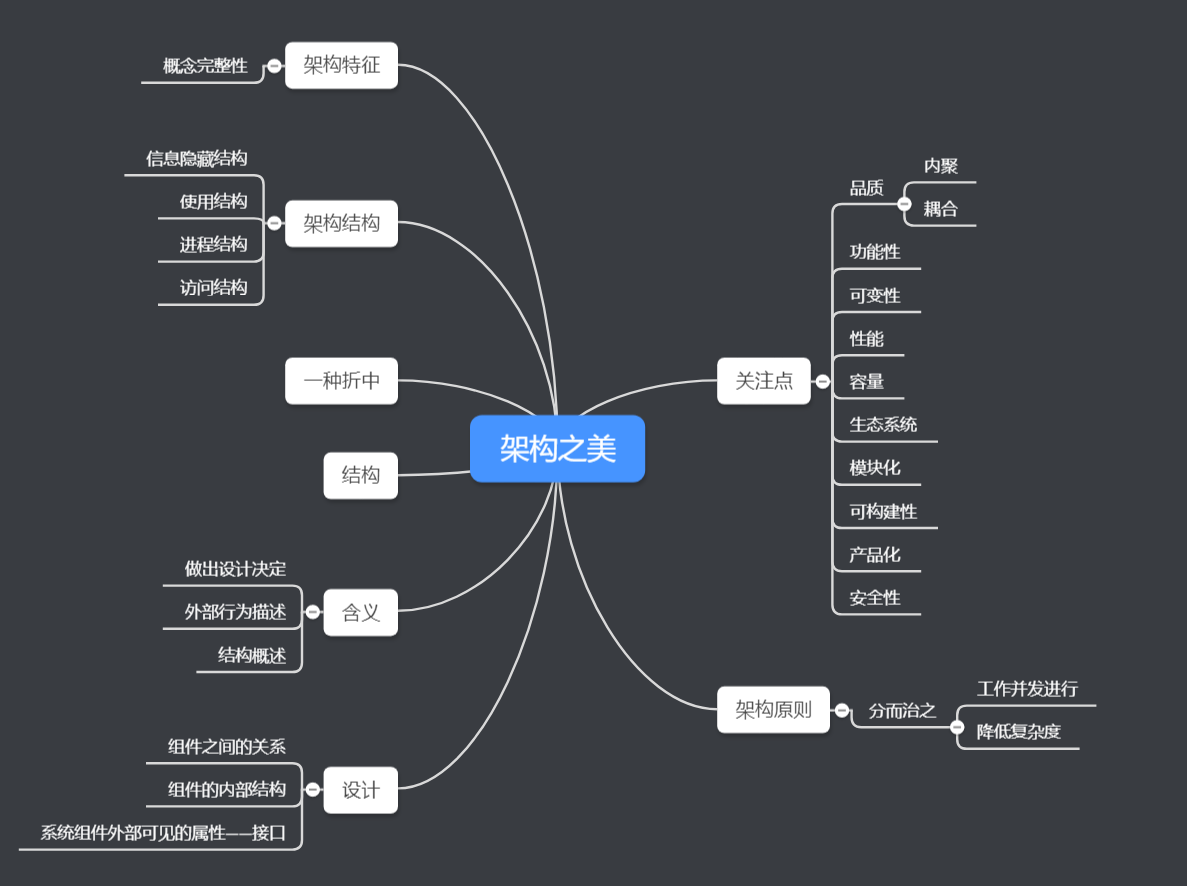 架构之美
架构特征
概念完整性
架构结构
信息隐藏结构
使用结构
进程结构
访问结构
一种折中
结构
含义
做出设计决定
外部行为描述
结构概述
设计
组件之间的关系
组件的内部结构
系统组件外部可见的属性——接口
关注点
品质
内聚
耦合
功能性
可变性
性能
容量
生态系统
模块化
可构建性
产品化
安全性
架构原则
分而治之
工作并发进行
降低复杂度